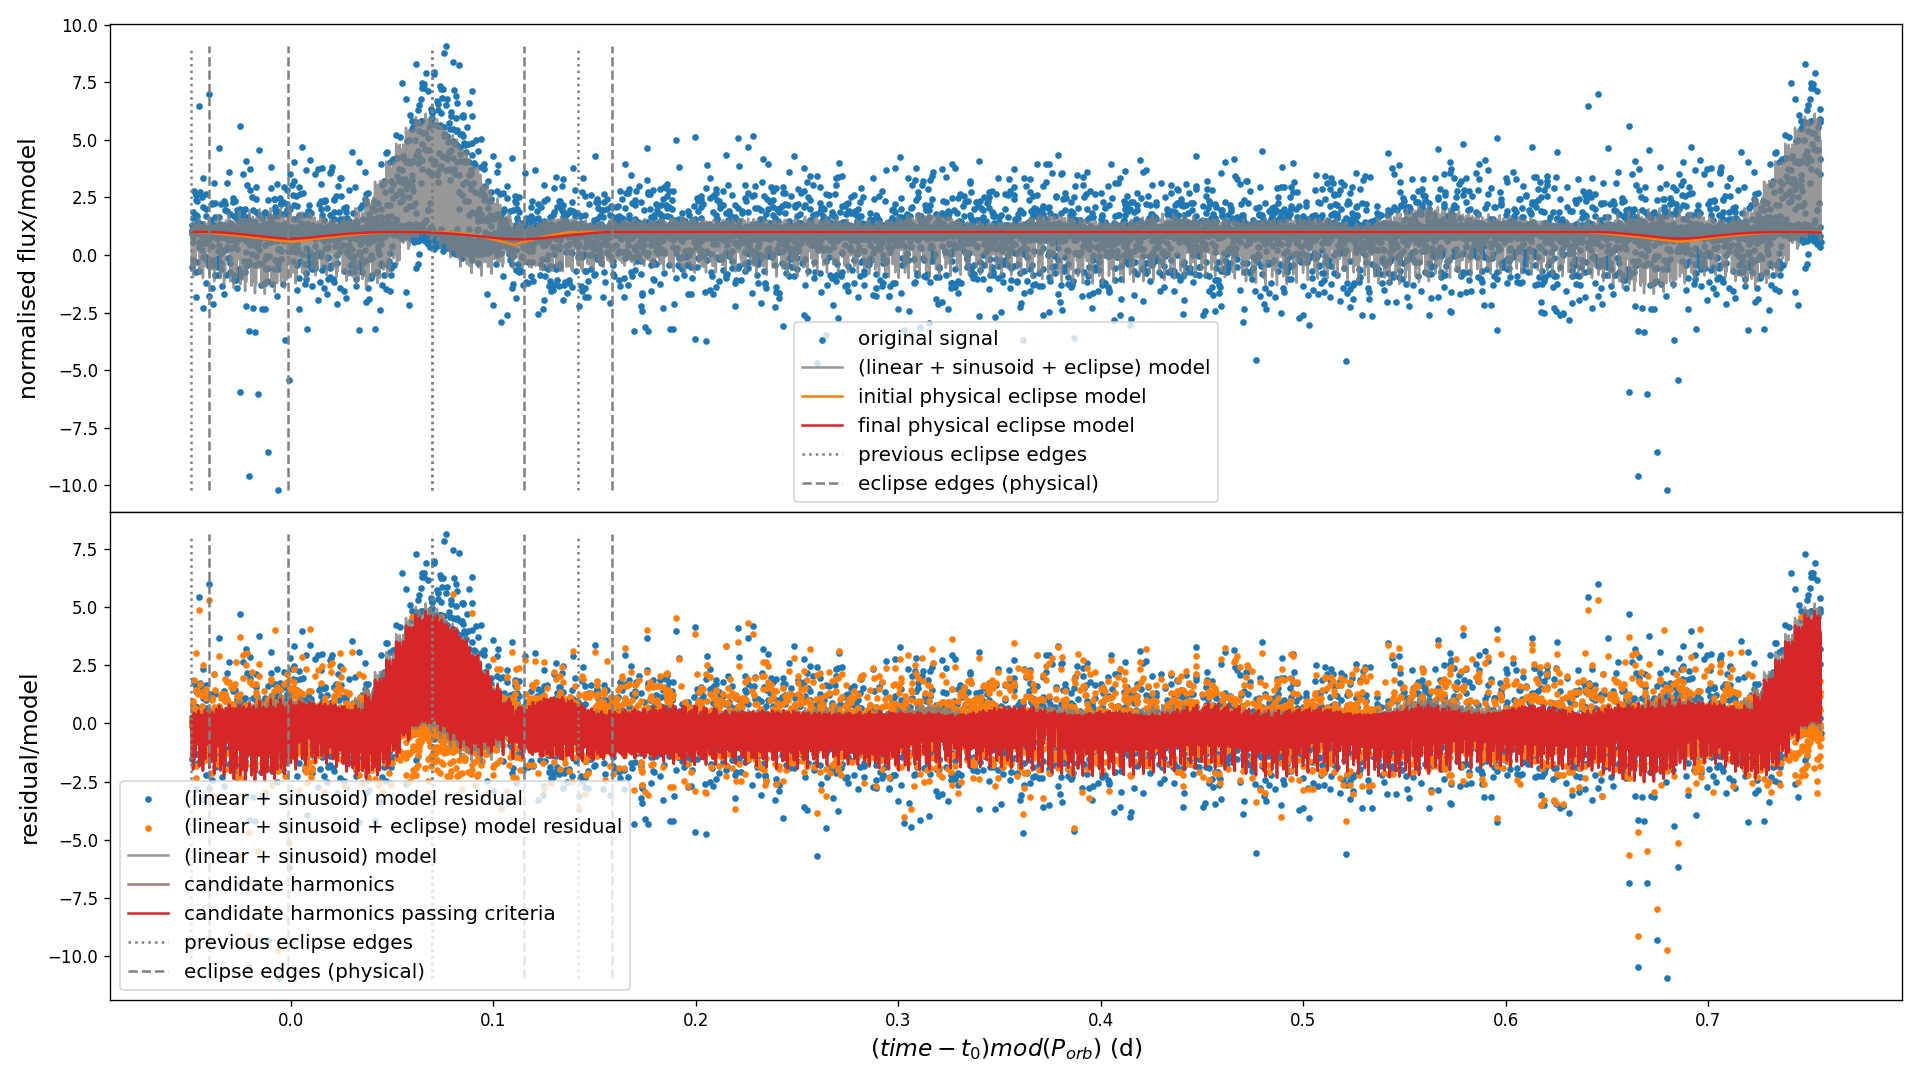 normalised flux/model
10.0
7.5
5.0
2.5
0.0
−2.5
−5.0
−7.5
−10.0
original signal
(linear + sinusoid + eclipse) model
initial physical eclipse model
final physical eclipse model
previous eclipse edges
eclipse edges (physical)
residual/model
7.5
5.0
2.5
0.0
−2.5
−5.0
−7.5
−10.0
(linear + sinusoid) model residual
(linear + sinusoid + eclipse) model residual
(linear + sinusoid) model
candidate harmonics
candidate harmonics passing criteria
previous eclipse edges
eclipse edges (physical)
0.0 0.1 0.2 0.3 0.4 0.5 0.6 0.7
(time − t₀)mod(P_orb) (d)